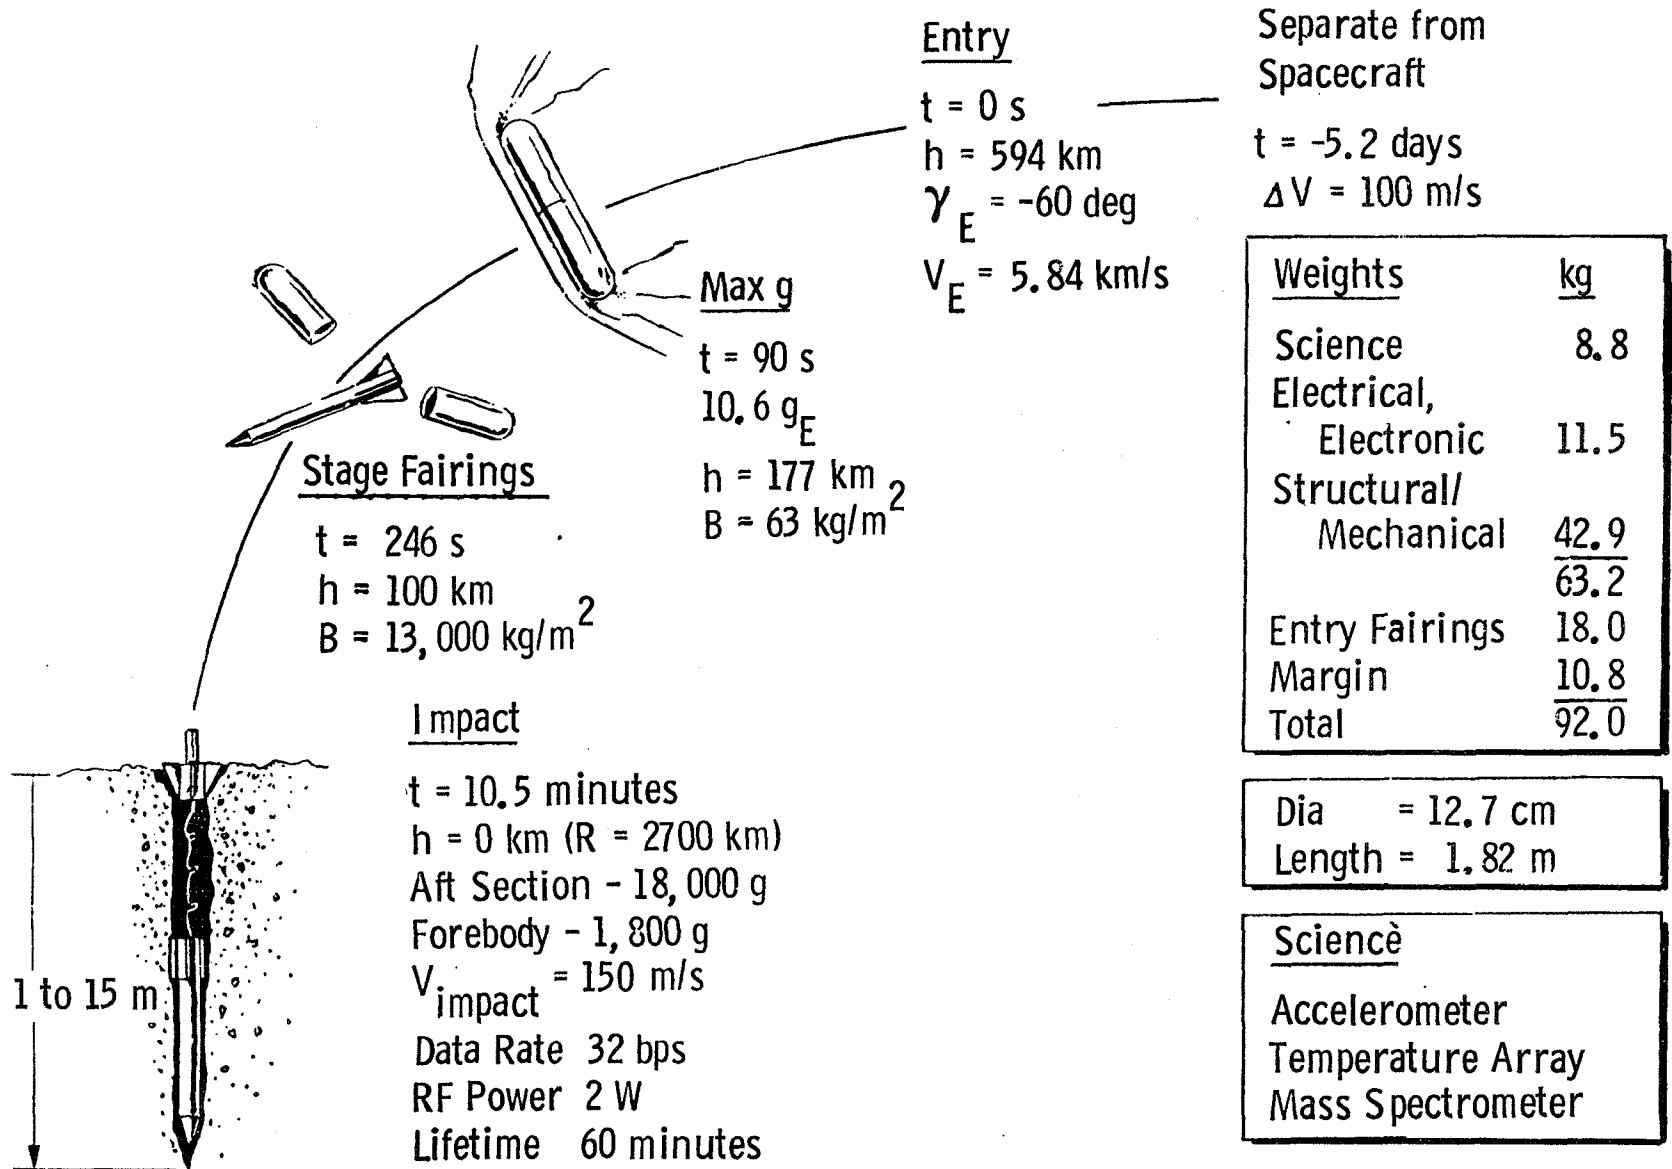 Entry
t = 0 s
h = 594 km
γE = -60 deg
VE = 5.84 km/s
Separate from
Spacecraft
t = -5.2 days
ΔV = 100 m/s
Max g
t = 90 s
10.6 gE
h = 177 km
B = 63 kg/m²
Stage Fairings
t = 246 s
h = 100 km
B = 13,000 kg/m²
Impact
t = 10.5 minutes
h = 0 km (R = 2700 km)
Aft Section - 18,000 g
Forebody - 1,800 g
Vimpact = 150 m/s
Data Rate 32 bps
RF Power 2 W
Lifetime 60 minutes
1 to 15 m
Weights kg
Science 8.8
Electrical,
Electronic 11.5
Structural/
Mechanical 42.9
63.2
Entry Fairings 18.0
Margin 10.8
Total 92.0
Dia = 12.7 cm
Length = 1.82 m
Science
Accelerometer
Temperature Array
Mass Spectrometer